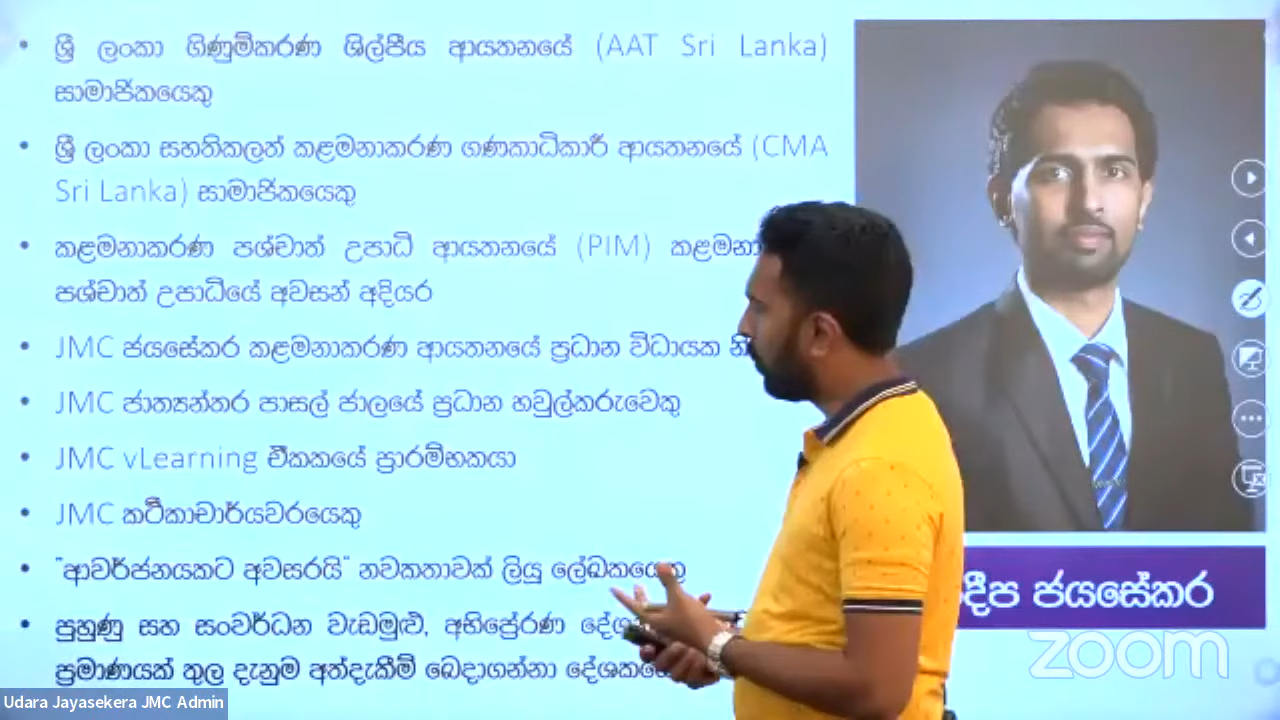 • ශ්‍රී ලංකා ගිණුම්කරණ ශිල්පීය ආයතනයේ (AAT Sri Lanka)
සාමාජිකයෙකු
• ශ්‍රී ලංකා සහතිකලත් කළමනාකරණ ගණකාධිකාරී ආයතනයේ (CMA
Sri Lanka) සාමාජිකයෙකු
• කළමනාකරණ පශ්චාත් උපාධි ආයතනයේ (PIM)
පශ්චාත් උපාධියේ අවසන් අදියර
• JMC ජයසේකර කළමනාකරණ ආයතනයේ ප්‍රධාන විධායක
• JMC ජාත්‍යන්තර පාසල් ජාලයේ ප්‍රධාන හවුල්කරුවෙකු
• JMC vLearning ඒකකයේ ප්‍රාරම්භකයා
• JMC කථිකාචාර්යවරයෙකු
• "ආවර්ජනයකට අවසරයි" නවකතාවක් ලියූ ලේඛකයෙකු
• පුහුණු සහ සංවර්ධන වැඩමුළු, අභිප්‍රේරණ
ප්‍රමාණයක් තුල දැනුම අත්දැකීම් බෙදාගන්නා
ජයසේකර
zoom
Udara Jayasekera JMC Admin